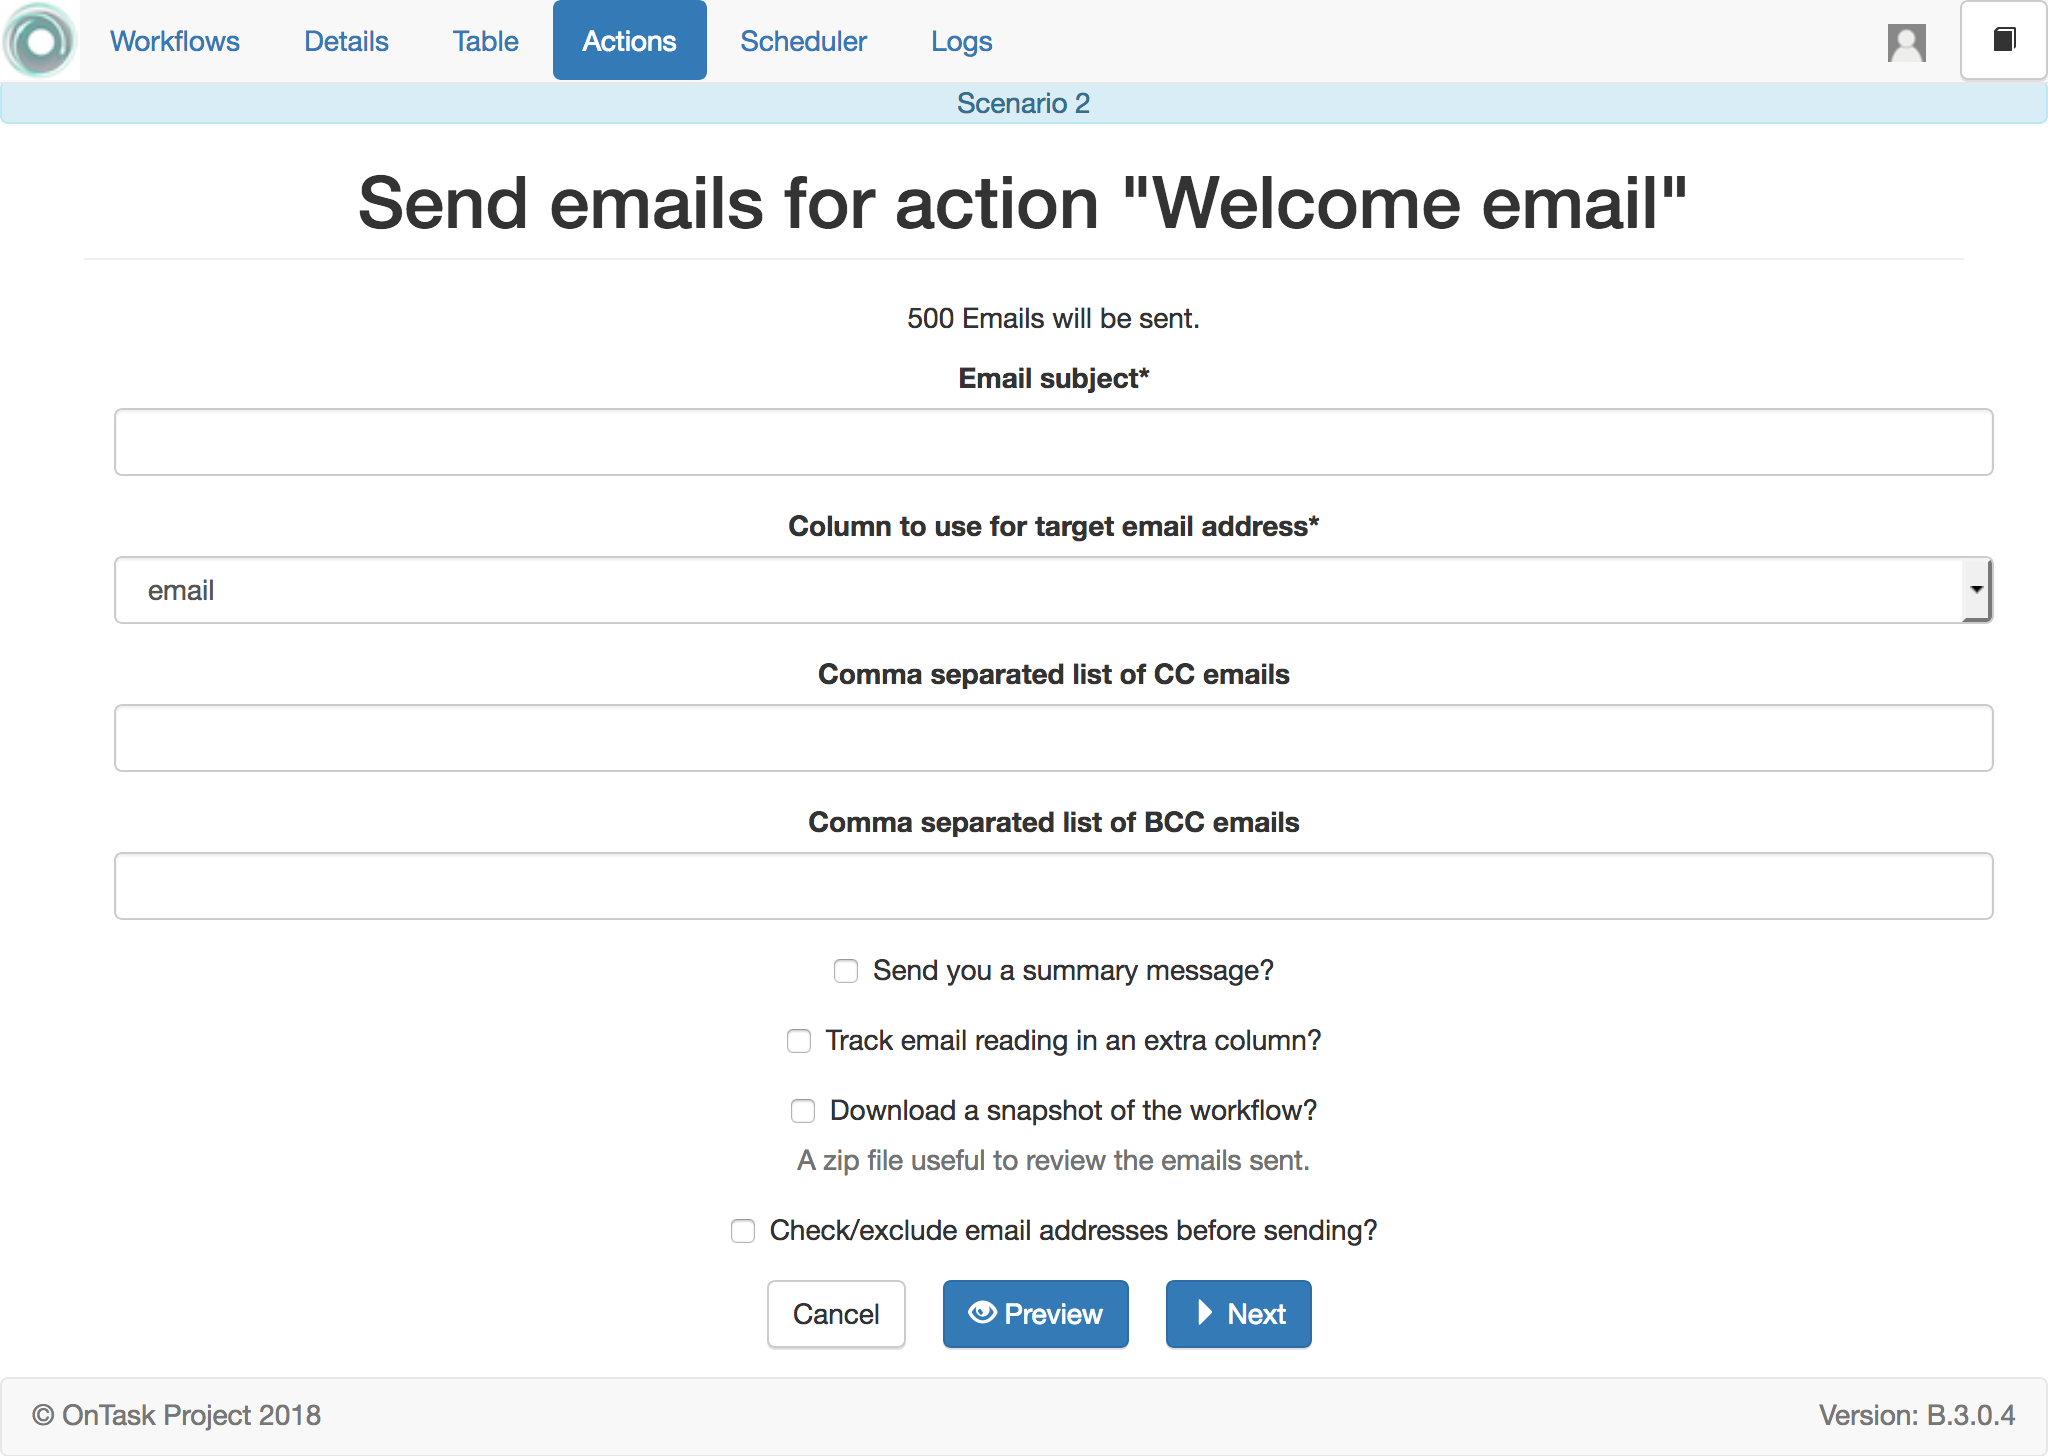 Workflows Details Table Actions Scheduler Logs
Scenario 2
Send emails for action "Welcome email"
500 Emails will be sent.
Email subject*
Column to use for target email address*
email
Comma separated list of CC emails
Comma separated list of BCC emails
Send you a summary message?
Track email reading in an extra column?
Download a snapshot of the workflow?
A zip file useful to review the emails sent.
Check/exclude email addresses before sending?
Cancel Preview Next
© OnTask Project 2018 Version: B.3.0.4